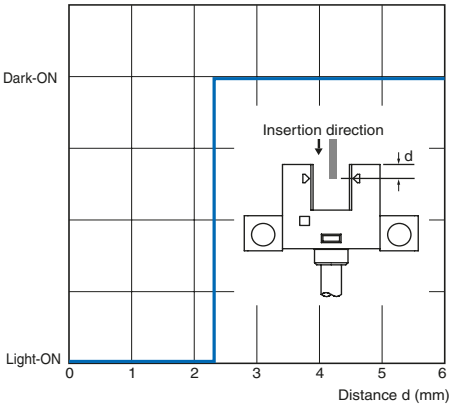 Dark-ON
Insertion direction
d
Light-ON
0 1 2 3 4 5 6
Distance d (mm)